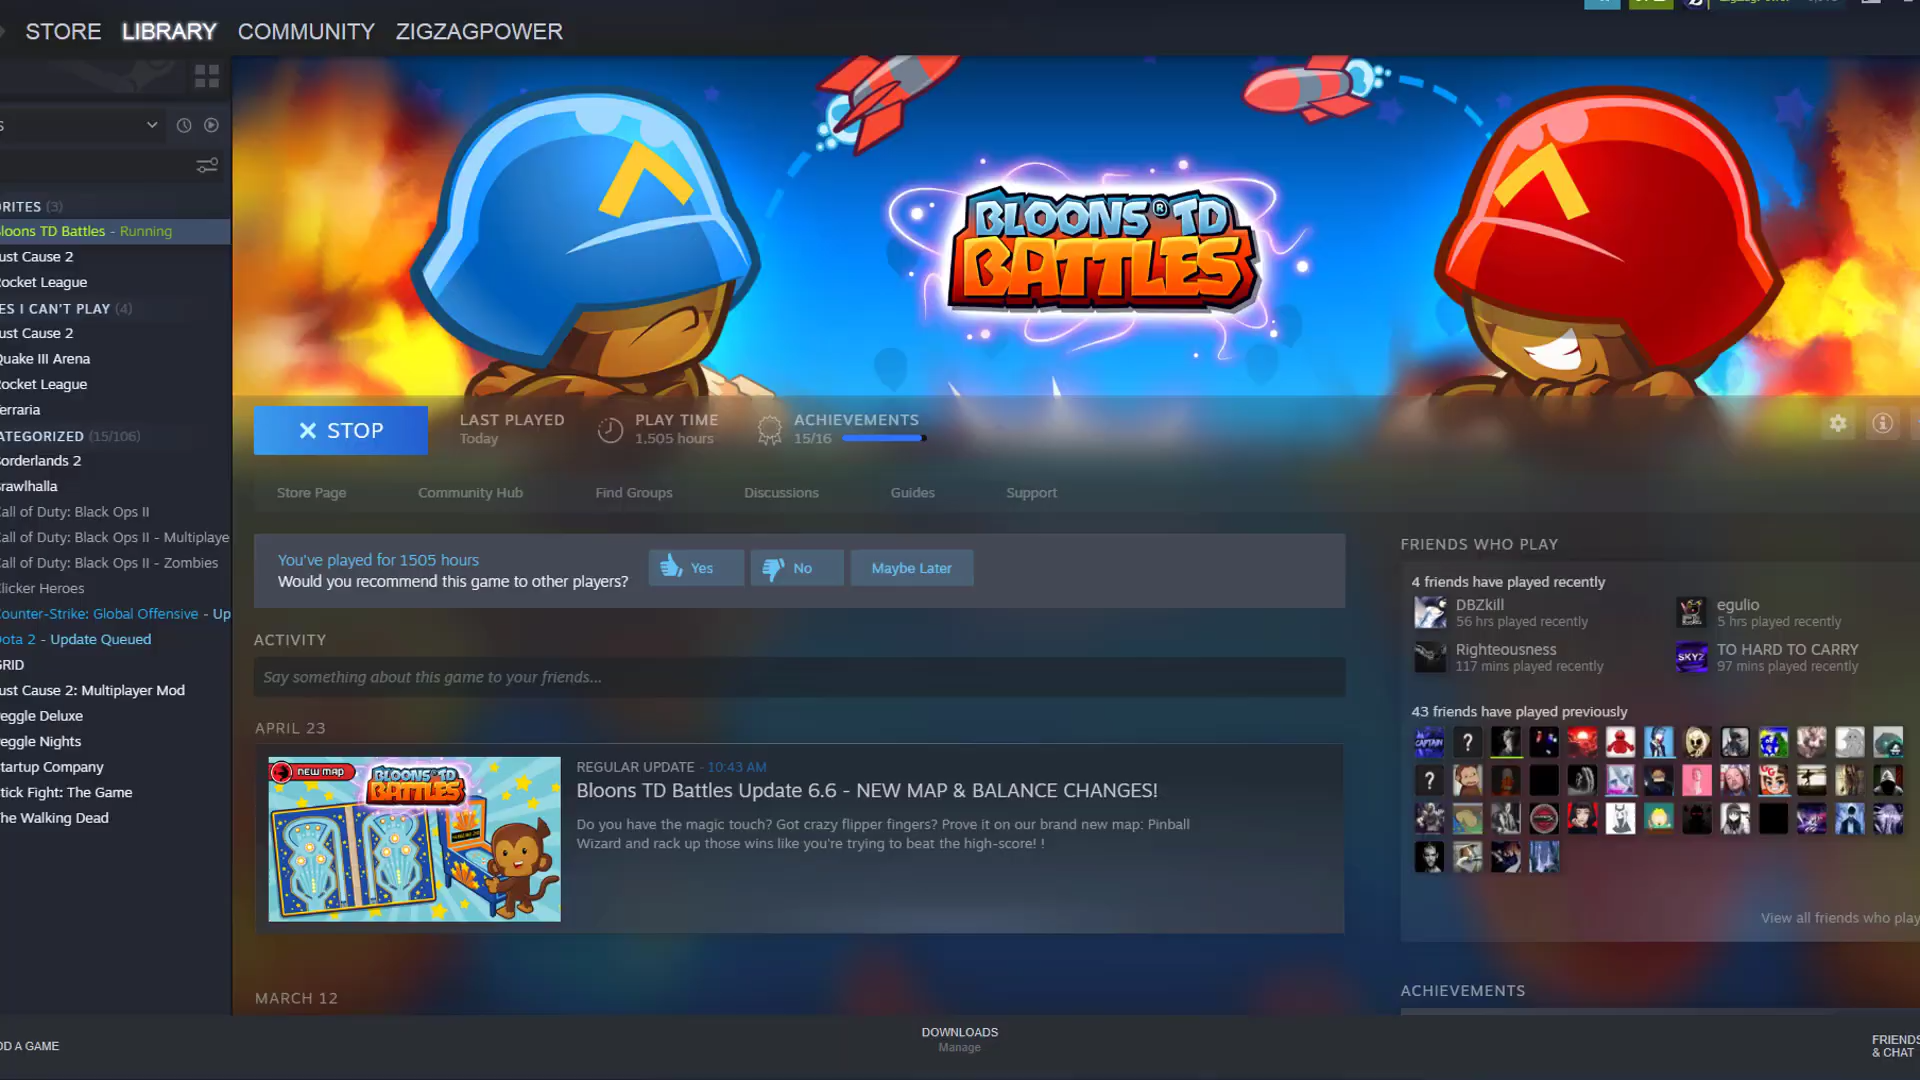 STORE LIBRARY COMMUNITY ZIGZAGPOWER
S
ORITES (3)
loons TD Battles - Running
ust Cause 2
ocket League
ES I CAN'T PLAY (4)
ust Cause 2
Quake III Arena
ocket League
erraria
ATEGORIZED (15/106)
orderlands 2
rawlhalla
all of Duty: Black Ops II
all of Duty: Black Ops II - Multiplaye
all of Duty: Black Ops II - Zombies
licker Heroes
ounter-Strike: Global Offensive - Up
ota 2 - Update Queued
GRID
ust Cause 2: Multiplayer Mod
eggle Deluxe
eggle Nights
tartup Company
tick Fight: The Game
he Walking Dead
DD A GAME
BLOONS® TD
BATTLES
STOP
LAST PLAYED
Today
PLAY TIME
1,505 hours
ACHIEVEMENTS
15/16
Store Page Community Hub Find Groups Discussions Guides Support
You've played for 1505 hours
Would you recommend this game to other players?
Yes No Maybe Later
ACTIVITY
Say something about this game to your friends...
APRIL 23
NEW MAP
BLOONS TD
BATTLES
REGULAR UPDATE - 10:43 AM
Bloons TD Battles Update 6.6 - NEW MAP & BALANCE CHANGES!
Do you have the magic touch? Got crazy flipper fingers? Prove it on our brand new map: Pinball
Wizard and rack up those wins like you're trying to beat the high-score! !
MARCH 12
FRIENDS WHO PLAY
4 friends have played recently
DBZkill
56 hrs played recently
egulio
5 hrs played recently
Righteousness
117 mins played recently
SKYZ
TO HARD TO CARRY
97 mins played recently
43 friends have played previously
CAPTAIN
View all friends who play
ACHIEVEMENTS
DOWNLOADS
Manage
FRIENDS
& CHAT